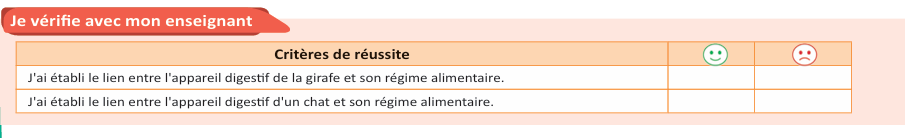 Je vérifie avec mon enseignant
Critères de réussite
J'ai établi le lien entre l'appareil digestif de la girafe et son régime alimentaire.
J'ai établi le lien entre l'appareil digestif d'un chat et son régime alimentaire.